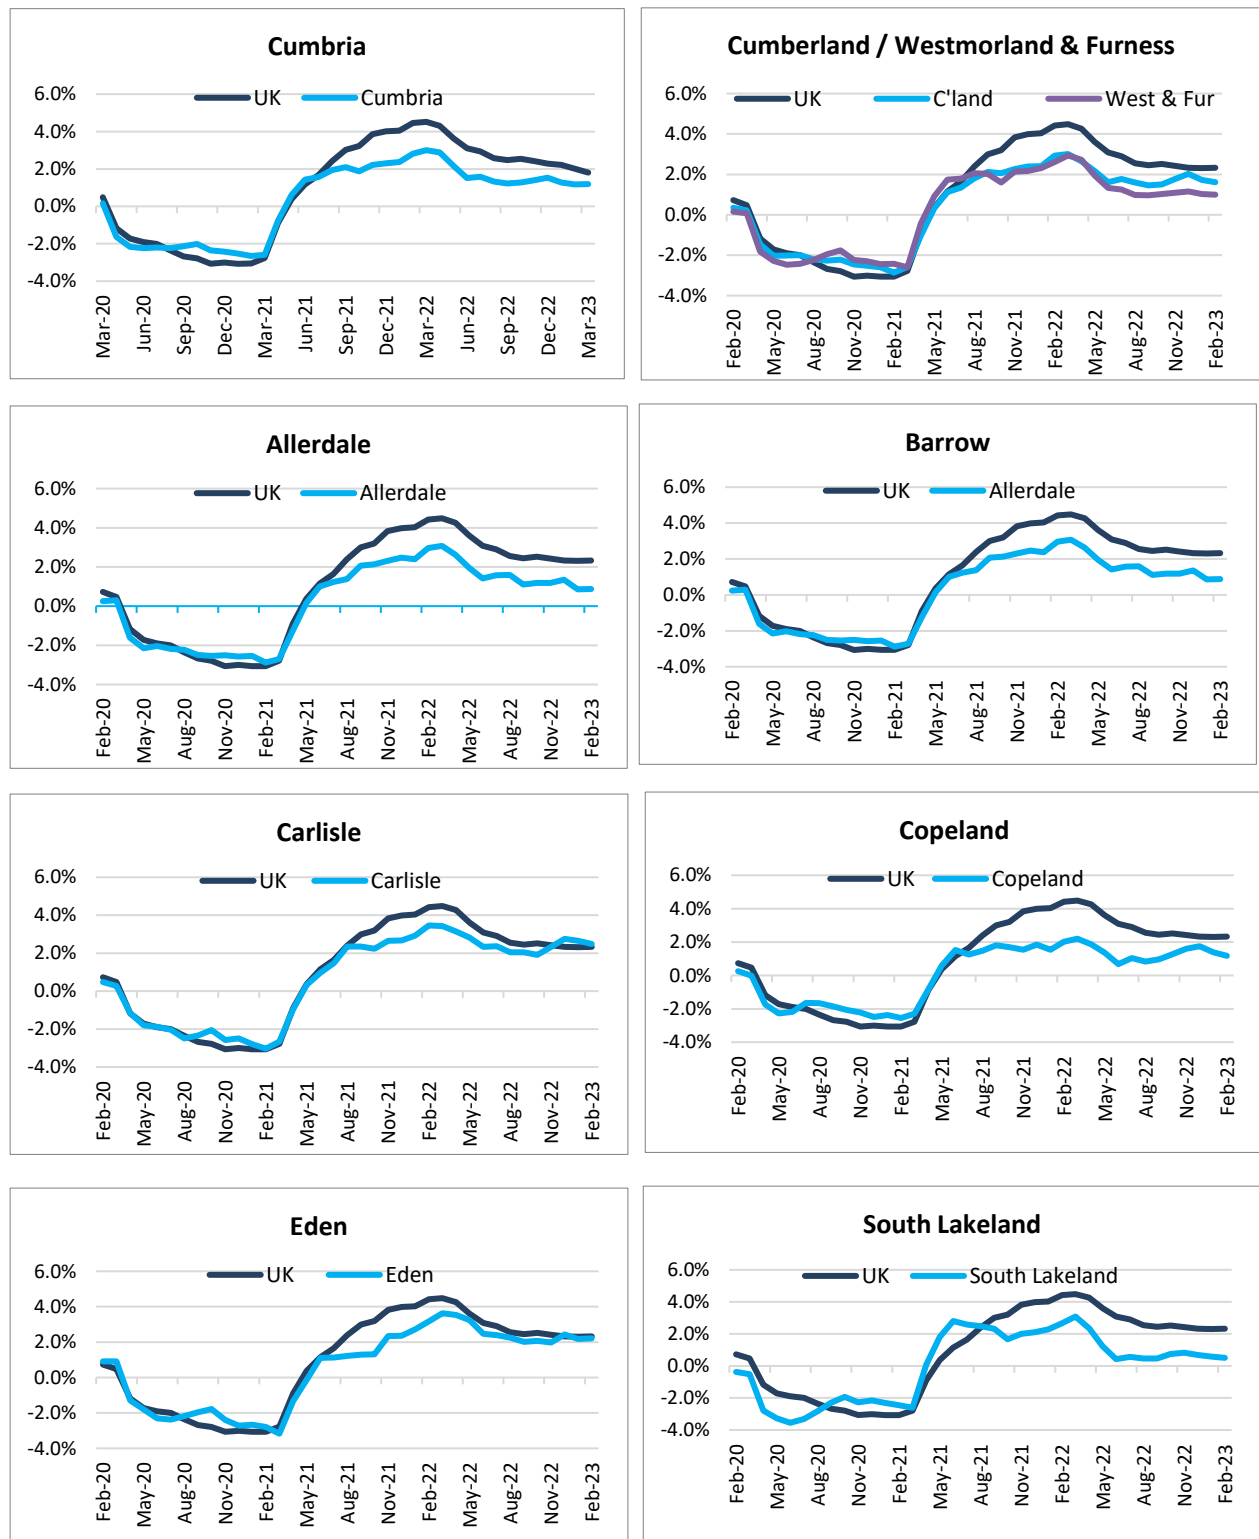 Cumbria
UK Cumbria
6.0%
4.0%
2.0%
0.0%
-2.0%
-4.0%
Mar-20 Jun-20 Sep-20 Dec-20 Mar-21 Jun-21 Sep-21 Dec-21 Mar-22 Jun-22 Sep-22 Dec-22 Mar-23
Cumberland / Westmorland & Furness
UK C'land West & Fur
6.0%
4.0%
2.0%
0.0%
-2.0%
-4.0%
Feb-20 May-20 Aug-20 Nov-20 Feb-21 May-21 Aug-21 Nov-21 Feb-22 May-22 Aug-22 Nov-22 Feb-23
Allerdale
UK Allerdale
6.0%
4.0%
2.0%
0.0%
-2.0%
-4.0%
Feb-20 May-20 Aug-20 Nov-20 Feb-21 May-21 Aug-21 Nov-21 Feb-22 May-22 Aug-22 Nov-22 Feb-23
Barrow
UK Allerdale
6.0%
4.0%
2.0%
0.0%
-2.0%
-4.0%
Feb-20 May-20 Aug-20 Nov-20 Feb-21 May-21 Aug-21 Nov-21 Feb-22 May-22 Aug-22 Nov-22 Feb-23
Carlisle
UK Carlisle
6.0%
4.0%
2.0%
0.0%
-2.0%
-4.0%
Feb-20 May-20 Aug-20 Nov-20 Feb-21 May-21 Aug-21 Nov-21 Feb-22 May-22 Aug-22 Nov-22 Feb-23
Copeland
UK Copeland
6.0%
4.0%
2.0%
0.0%
-2.0%
-4.0%
Feb-20 May-20 Aug-20 Nov-20 Feb-21 May-21 Aug-21 Nov-21 Feb-22 May-22 Aug-22 Nov-22 Feb-23
Eden
UK Eden
6.0%
4.0%
2.0%
0.0%
-2.0%
-4.0%
Feb-20 May-20 Aug-20 Nov-20 Feb-21 May-21 Aug-21 Nov-21 Feb-22 May-22 Aug-22 Nov-22 Feb-23
South Lakeland
UK South Lakeland
6.0%
4.0%
2.0%
0.0%
-2.0%
-4.0%
Feb-20 May-20 Aug-20 Nov-20 Feb-21 May-21 Aug-21 Nov-21 Feb-22 May-22 Aug-22 Nov-22 Feb-23